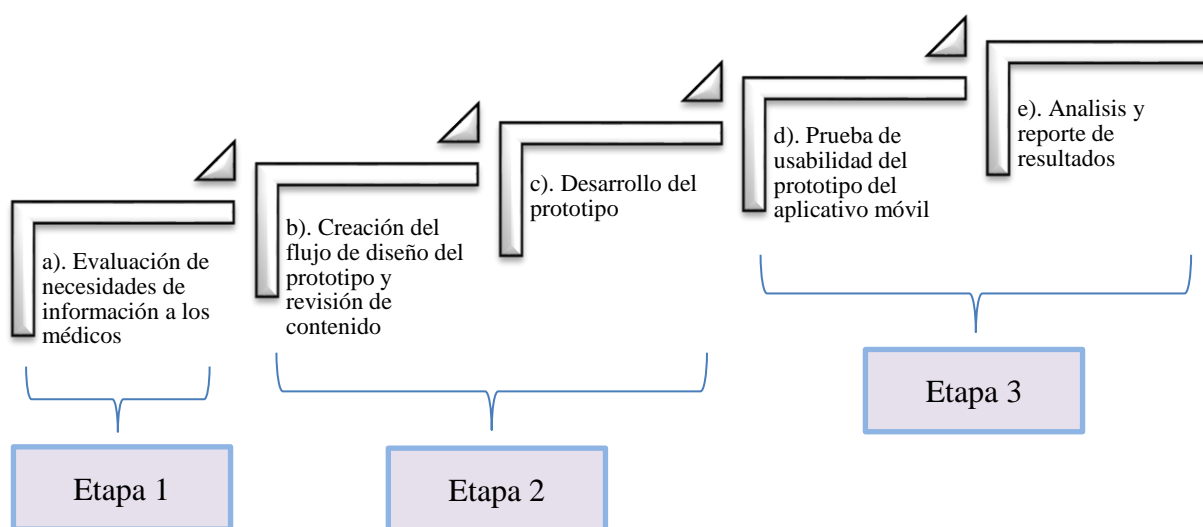 a). Evaluación de
necesidades de
información a los
médicos
b). Creación del
flujo de diseño del
prototipo y
revisión de
contenido
c). Desarrollo del
prototipo
d). Prueba de
usabilidad del
prototipo del
aplicativo móvil
e). Analisis y
reporte de
resultados
Etapa 1
Etapa 2
Etapa 3